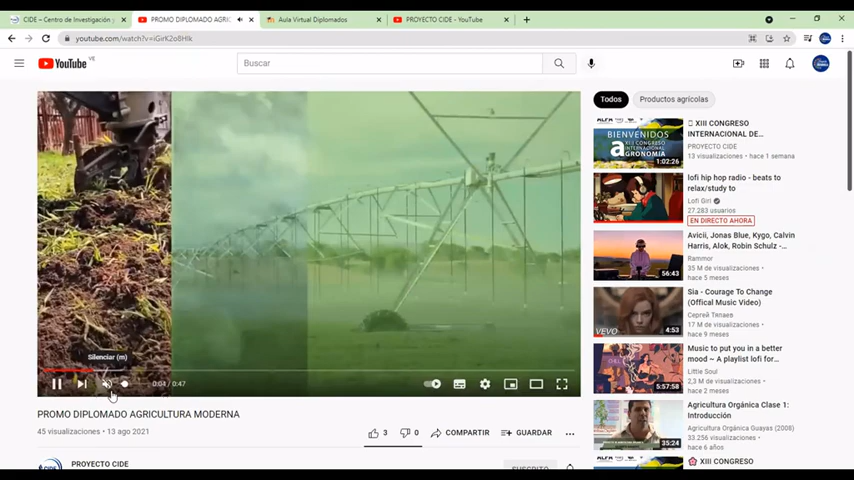 CIDE – Centro de Investigación y
PROMO DIPLOMADO AGRIC
Aula Virtual Diplomados
PROYECTO CIDE - YouTube
youtube.com/watch?v=iGirK2o8Hlk
YouTube VE
Buscar
Todos
Productos agrícolas
BIENVENIDOS
1:02:26
XIII CONGRESO
INTERNACIONAL DE...
PROYECTO CIDE
13 visualizaciones • hace 1 semana
lofi hip hop radio - beats to
relax/study to
Lofi Girl
27.283 usuarios
EN DIRECTO AHORA
56:43
Avicii, Jonas Blue, Kygo, Calvin
Harris, Alok, Robin Schulz -...
Rammor
35 M de visualizaciones •
hace 5 meses
VEVO
4:53
Sia - Courage To Change
(Offical Music Video)
Сергей Тяпаев
17 M de visualizaciones •
hace 9 meses
5:57:58
Music to put you in a better
mood ~ A playlist lofi for...
Little Soul
2,3 M de visualizaciones •
hace 6 meses
35:24
Agricultura Orgánica Clase 1:
Introducción
Agricultura Orgánica Guayas (2008)
33.256 visualizaciones •
hace 6 años
XIII CONGRESO
Silenciar (m)
0:04 / 0:47
PROMO DIPLOMADO AGRICULTURA MODERNA
45 visualizaciones • 13 ago 2021
3
0
COMPARTIR
GUARDAR
PROYECTO CIDE
SUSCRITO